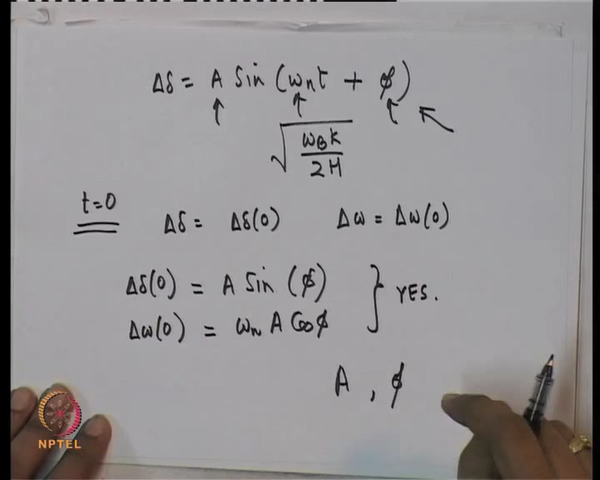 Δδ = A Sin (ωnt + φ)
√(ωBK / 2H)
t=0 Δδ = Δδ(0) Δω = Δω(0)
Δδ(0) = A Sin (φ)
Δω(0) = ωn A Cos φ } YES.
A, φ
NPTEL